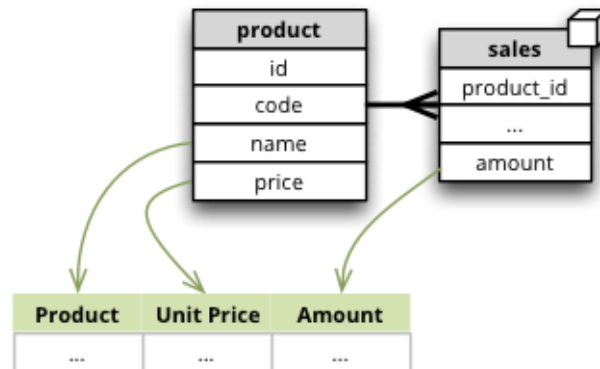 product
id
code
name
price
sales
product_id
...
amount
Product Unit Price Amount
... ... ...